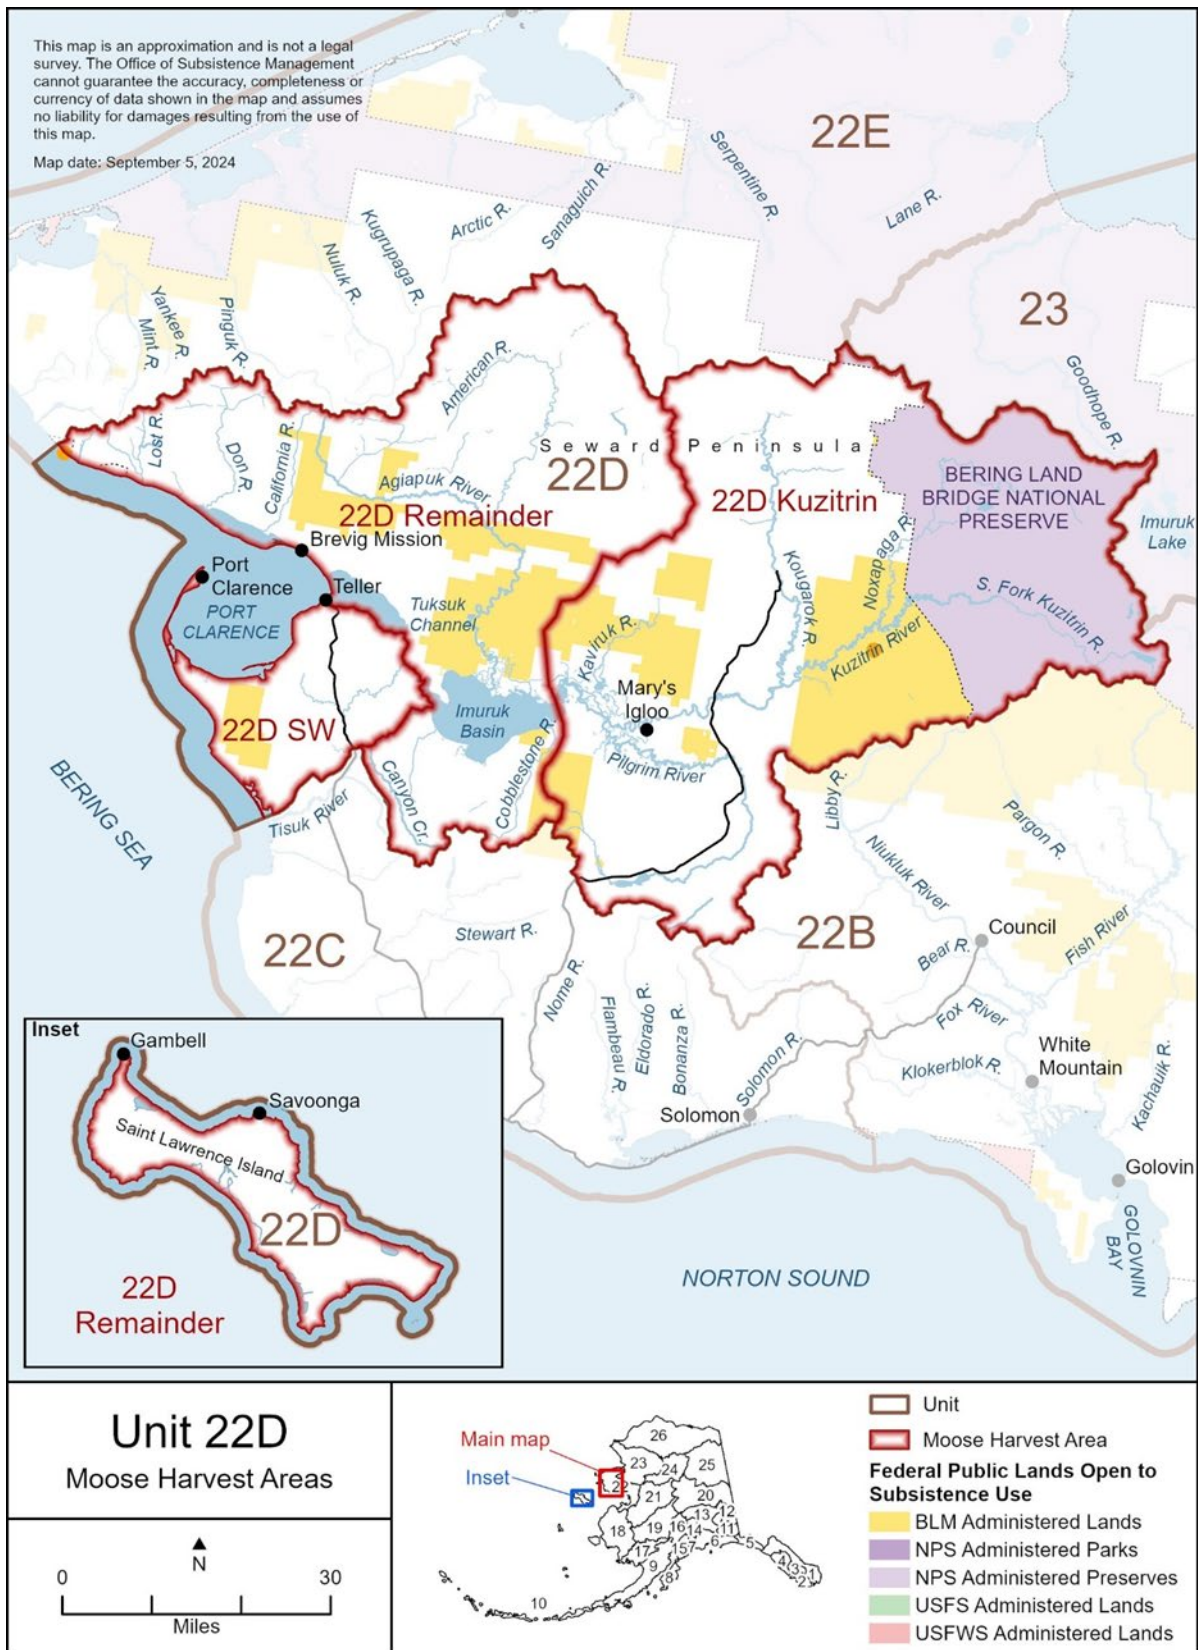 This map is an approximation and is not a legal
survey. The Office of Subsistence Management
cannot guarantee the accuracy, completeness or
currency of data shown in the map and assumes
no liability for damages resulting from the use of
this map.
Map date: September 5, 2024
22E
Serpentine R.
Lane R.
Sanaguich R.
Arctic R.
Kugrupaga R.
Nuluk R.
Pinguk R.
Yankee R.
Mint R.
23
Goodhope R.
American R.
Lost R.
Don R.
California R.
Agiapuk River
Seward Peninsula
22D
22D Remainder
22D Kuzitrin
BERING LAND
BRIDGE NATIONAL
PRESERVE
Imuruk
Lake
Brevig Mission
Port
Clarence
PORT
CLARENCE
Teller
Tuksuk
Channel
Kaviruk R.
Kougarok R.
Noxapaga R.
Kuzitrin River
S. Fork Kuzitrin R.
Mary's
Igloo
Pilgrim River
Imuruk
Basin
22D SW
Canyon Cr.
Cobblestone R.
Tisuk River
BERING SEA
Libby R.
Pargon R.
Niukluk River
22C
Stewart R.
22B
Council
Bear R.
Fish River
Nome R.
Flambeau R.
Eldorado R.
Bonanza R.
Solomon R.
Solomon
Fox River
Klokerblok R.
White
Mountain
Kachauik R.
Golovin
GOLOVNIN
BAY
NORTON SOUND
Inset
Gambell
Savoonga
Saint Lawrence Island
22D
22D
Remainder
Unit 22D
Moose Harvest Areas
N
0
30
Miles
Main map
Inset
26
23
24
25
22
21
20
18
19
16
13
12
14
11
17
15
7
6
5
9
8
10
4
3
1
2
Unit
Moose Harvest Area
Federal Public Lands Open to
Subsistence Use
BLM Administered Lands
NPS Administered Parks
NPS Administered Preserves
USFS Administered Lands
USFWS Administered Lands